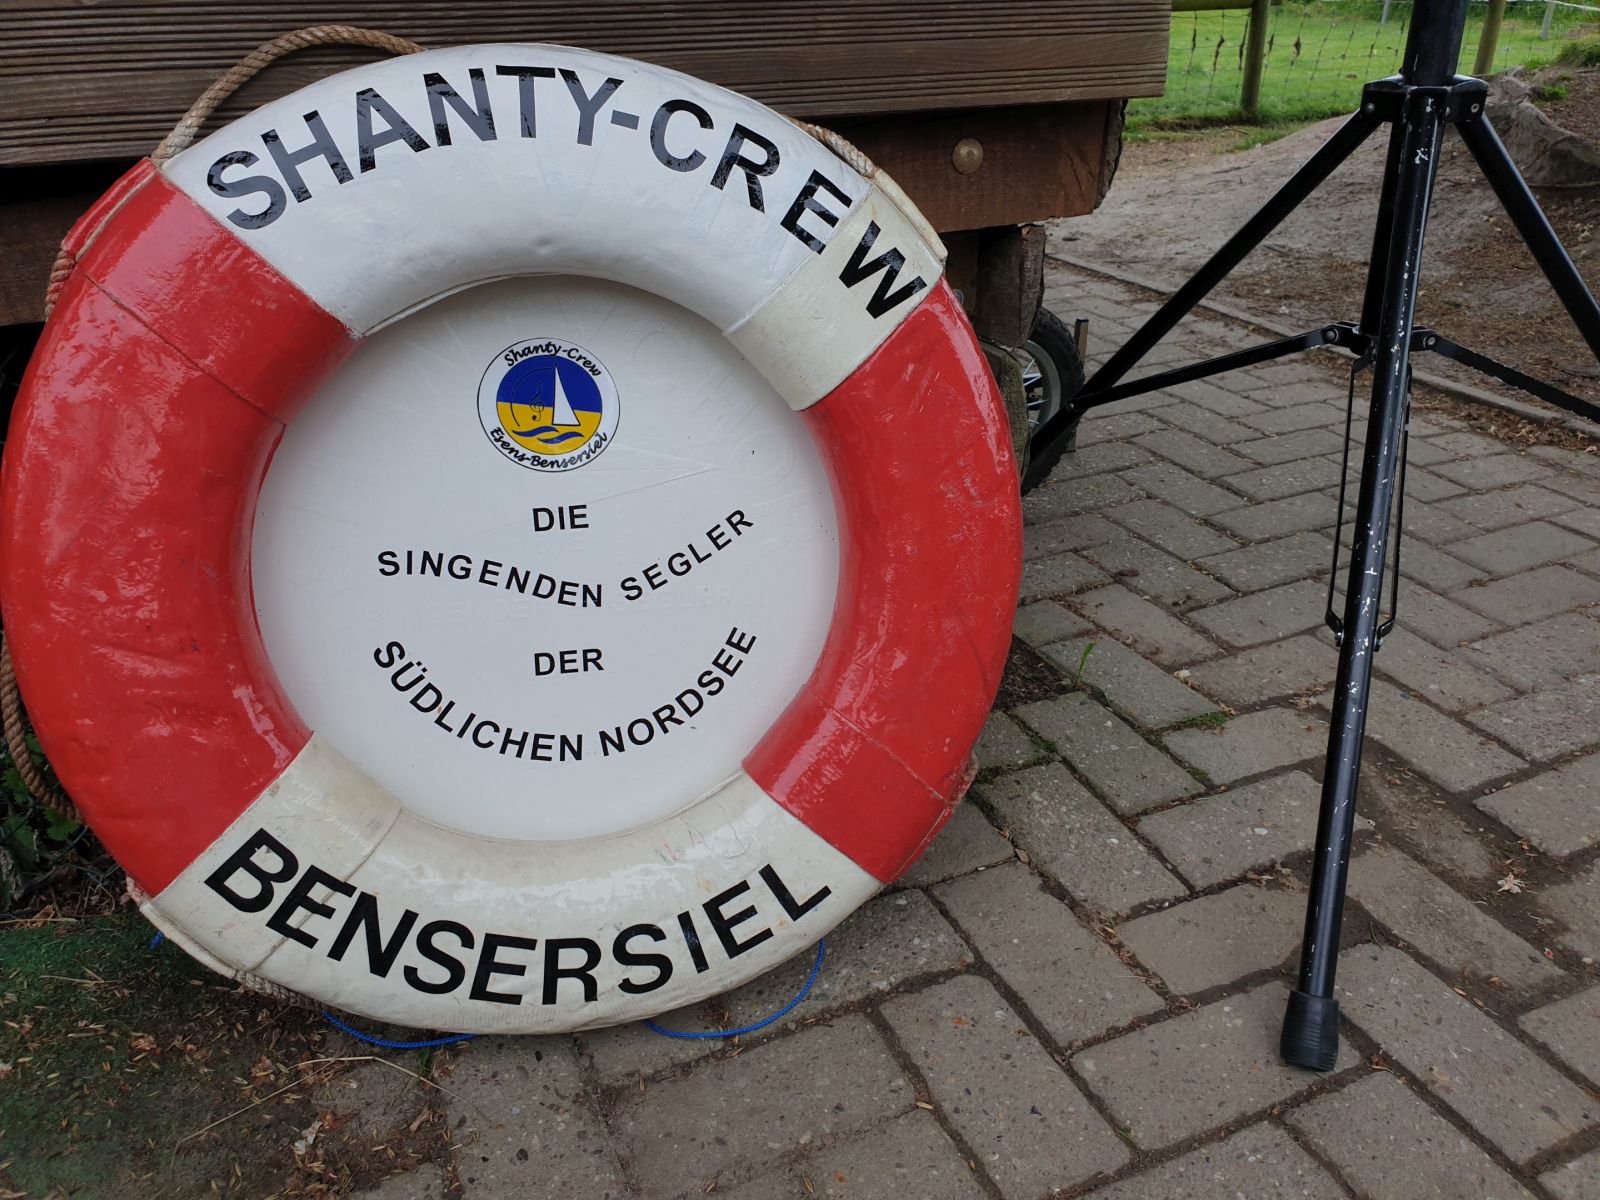 SHANTY-CREW
Shanty-Crew
Esens-Bensersiel
DIE
SINGENDEN SEGLER
DER
SÜDLICHEN NORDSEE
BENSERSIEL